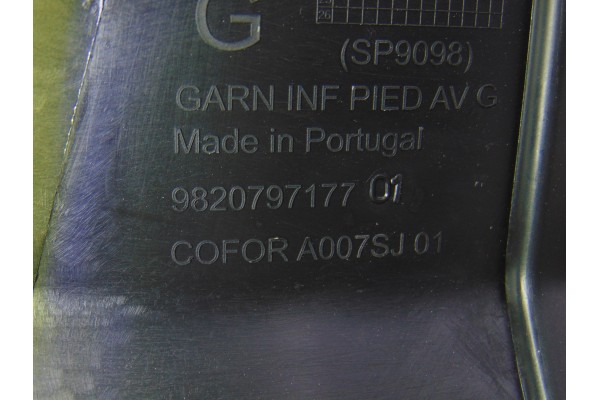 G
(SP9098)
GARN INF PIED AV G
Made in Portugal
9820797177 01
COFOR A007SJ 01